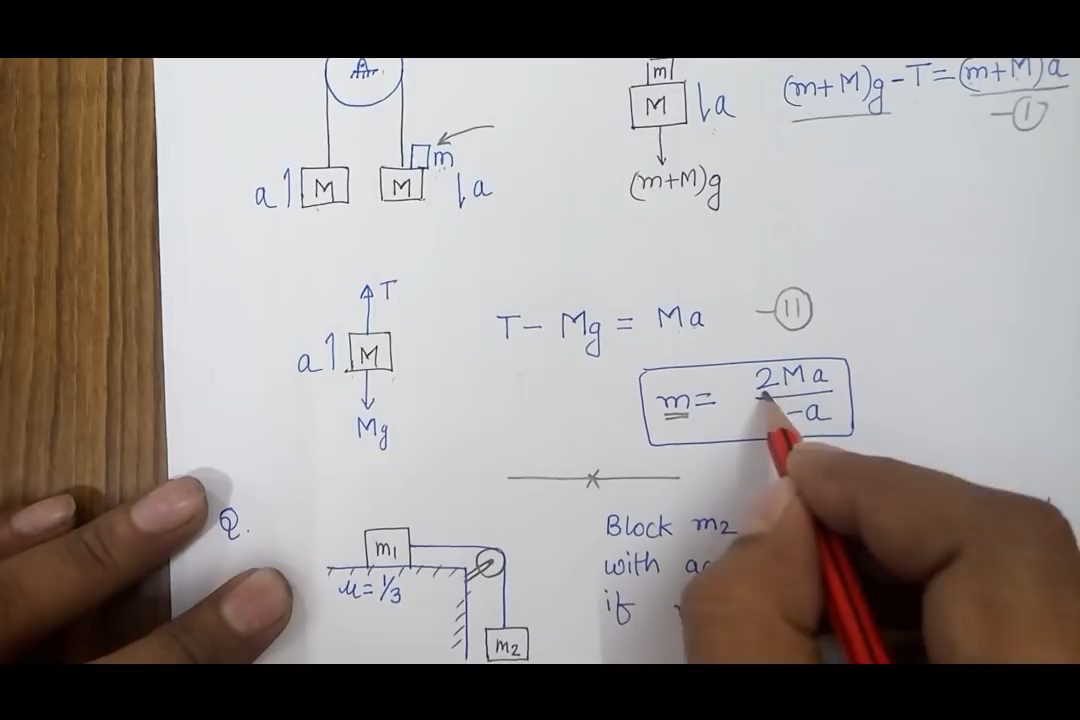 m
M ↓a
(m+M)g
(m+M)g - T = (m+M)a
- I
m
a↑ M M ↓a
T
a↑ M
Mg
T - Mg = Ma - II
m = 2Ma
-a
Q.
m₁
μ = 1/3
m₂
Block m₂
with
if